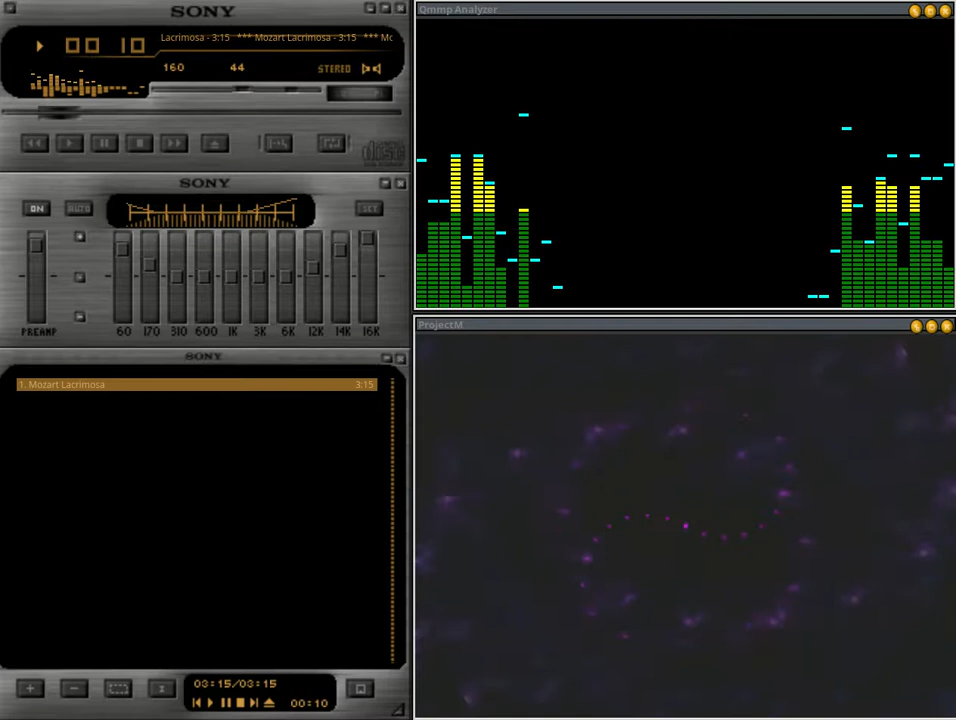 SONY
Qmmp Analyzer
00 10
Lacrimosa - 3:15 *** Mozart Lacrimosa - 3:15 *** Mo
160 44 STEREO
SONY
ON AUTO SET
PREAMP 60 170 310 600 1K 3K 6K 12K 14K 16K
ProjectM
SONY
1. Mozart Lacrimosa 3:15
03:15/03:15
00:10